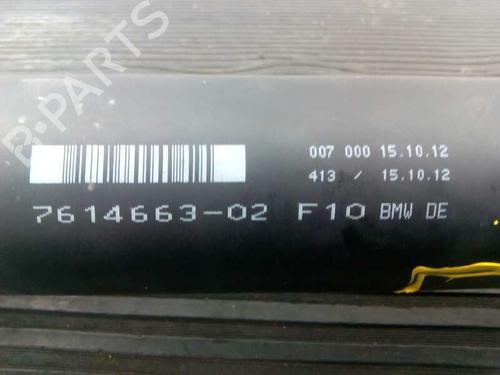 B-PARTS
007 000 15.10.12
413 / 15.10.12
7614663-02 F10 BMW DE